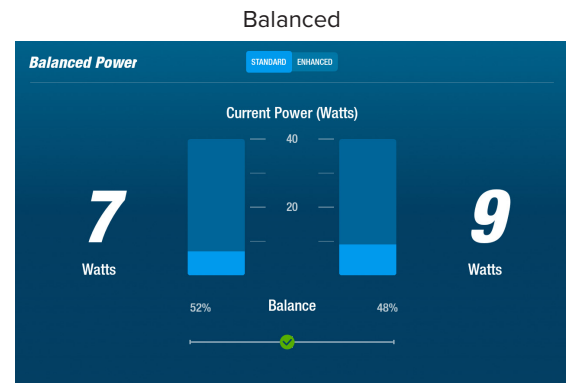 Balanced
Balanced Power
STANDARD ENHANCED
Current Power (Watts)
40
20
7
9
Watts
Watts
52%
Balance
48%